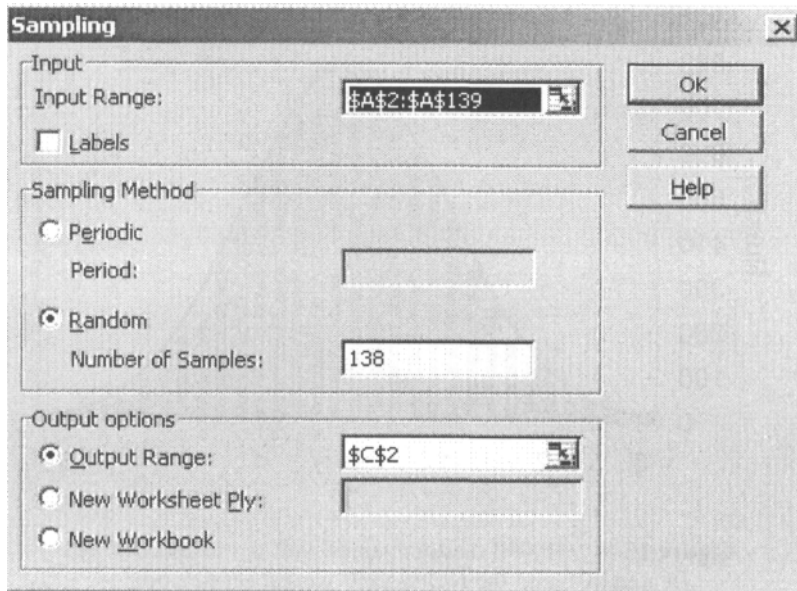 Sampling
Input
Input Range: $A$2:$A$139
Labels
Sampling Method
Periodic
Period:
Random
Number of Samples: 138
Output options
Output Range: $C$2
New Worksheet Ply:
New Workbook
OK
Cancel
Help